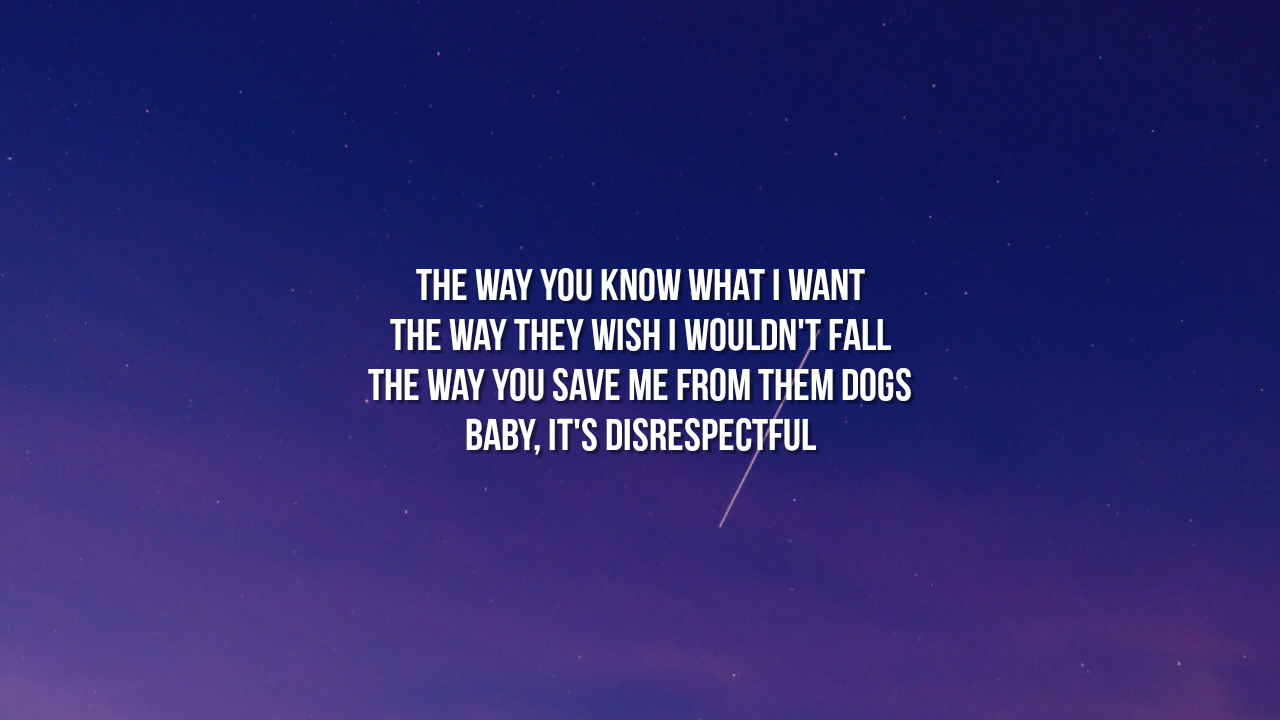 THE WAY YOU KNOW WHAT I WANT
THE WAY THEY WISH I WOULDN'T FALL
THE WAY YOU SAVE ME FROM THEM DOGS
BABY, IT'S DISRESPECTFUL